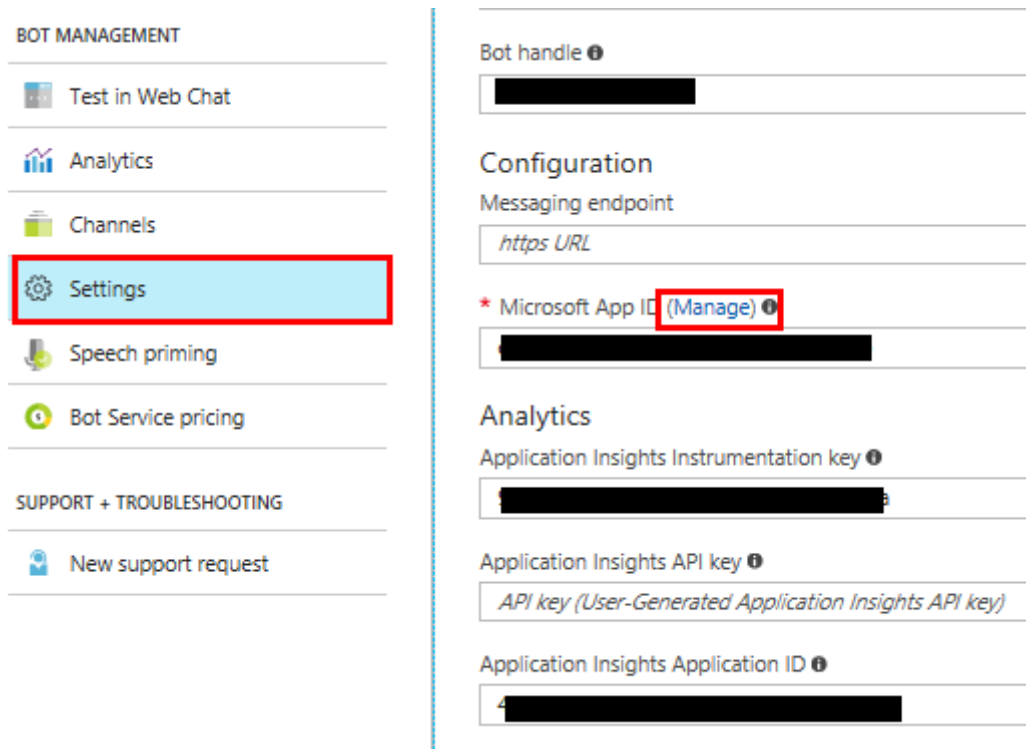 BOT MANAGEMENT
Test in Web Chat
Analytics
Channels
Settings
Speech priming
Bot Service pricing
SUPPORT + TROUBLESHOOTING
New support request
Bot handle
Configuration
Messaging endpoint
https URL
* Microsoft App ID (Manage)
Analytics
Application Insights Instrumentation key
Application Insights API key
API key (User-Generated Application Insights API key)
Application Insights Application ID
4